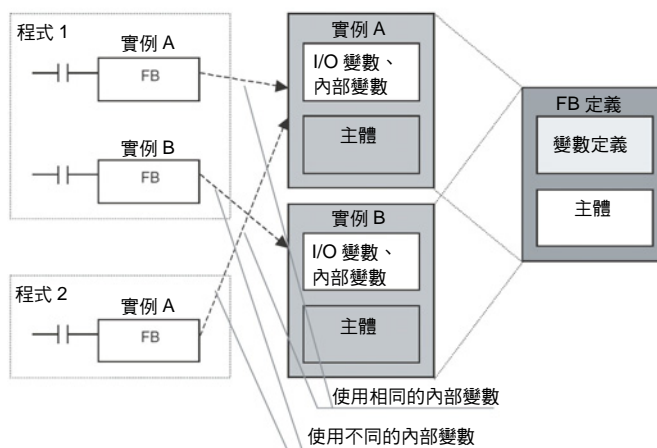 程式 1
實例 A
FB
實例 B
FB
程式 2
實例 A
FB
實例 A
I/O 變數、
內部變數
主體
實例 B
I/O 變數、
內部變數
主體
FB 定義
變數定義
主體
使用相同的內部變數
使用不同的內部變數